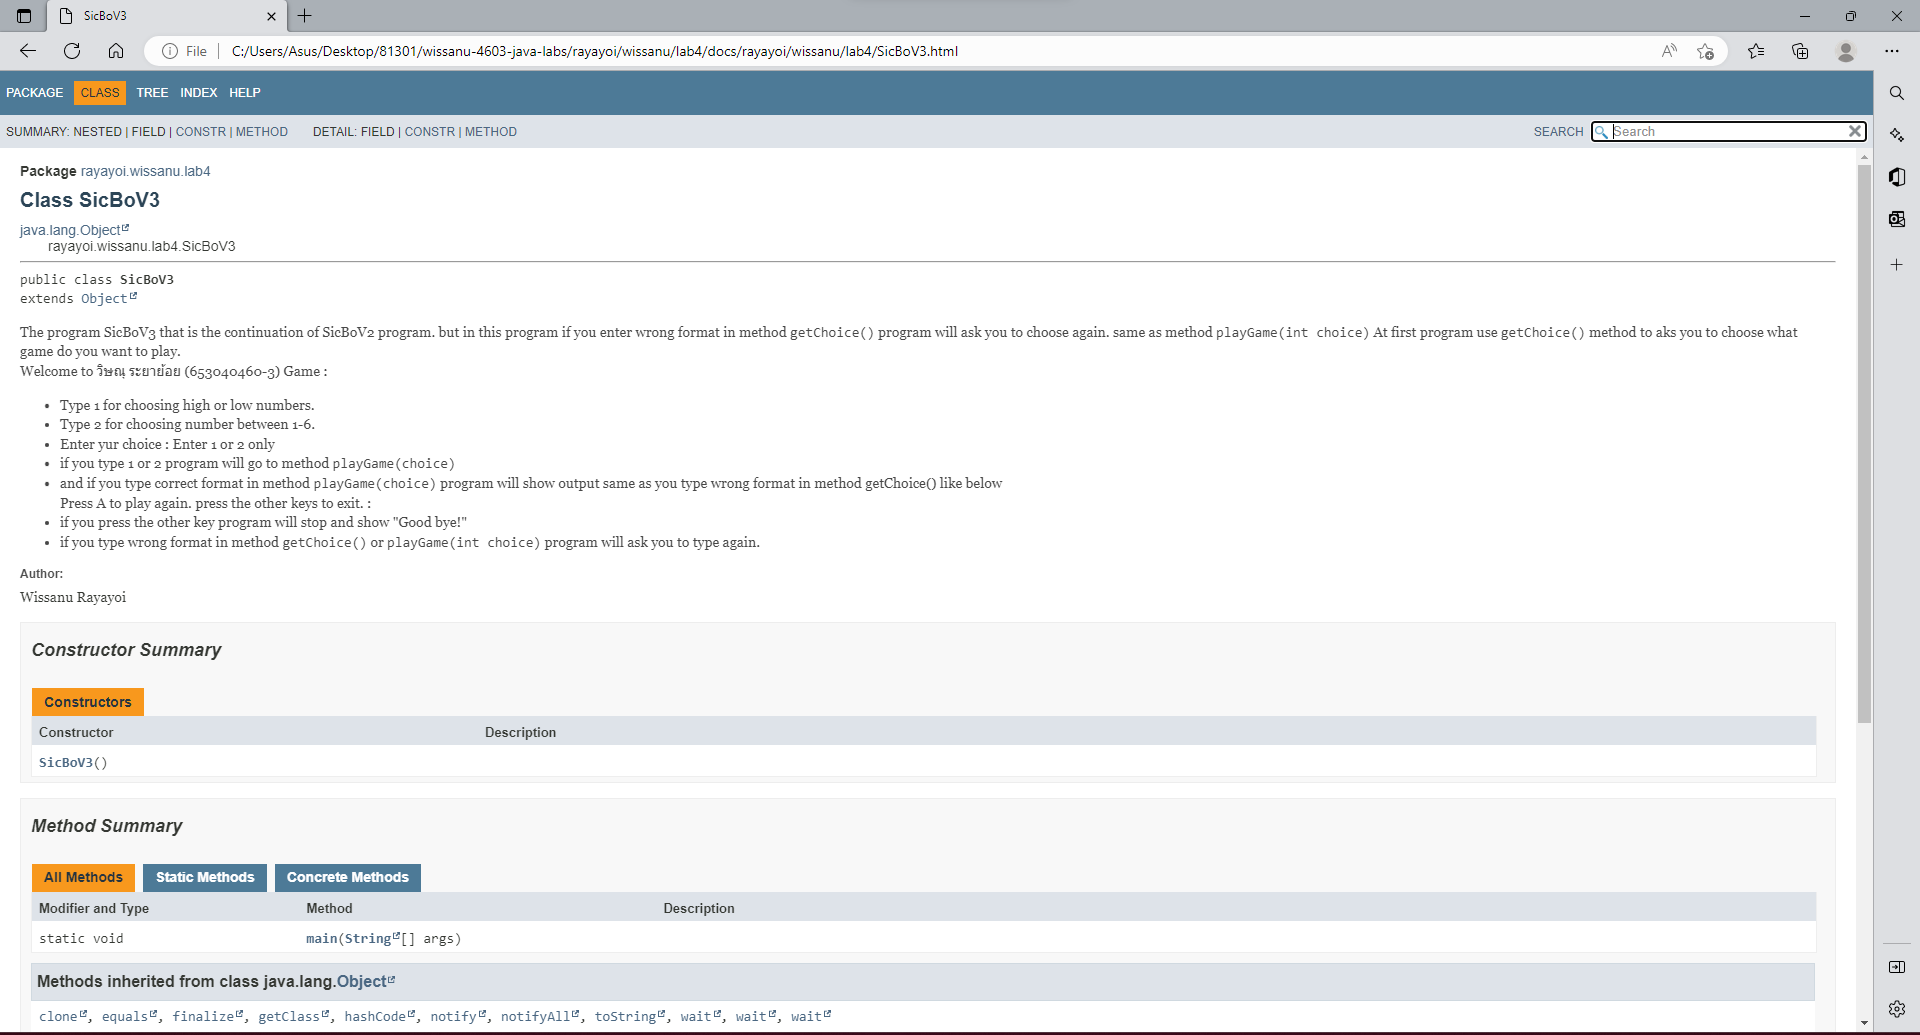 SicBoV3
File
C:/Users/Asus/Desktop/81301/wissanu-4603-java-labs/rayayoi/wissanu/lab4/docs/rayayoi/wissanu/lab4/SicBoV3.html
PACKAGE CLASS TREE INDEX HELP
SUMMARY: NESTED | FIELD | CONSTR | METHOD DETAIL: FIELD | CONSTR | METHOD SEARCH Search
Package rayayoi.wissanu.lab4
Class SicBoV3
java.lang.Object
rayayoi.wissanu.lab4.SicBoV3
public class SicBoV3
extends Object
The program SicBoV3 that is the continuation of SicBoV2 program. but in this program if you enter wrong format in method getChoice() program will ask you to choose again. same as method playGame(int choice) At first program use getChoice() method to aks you to choose what
game do you want to play.
Welcome to วิษณุ ระยาย้อย (653040460-3) Game :
• Type 1 for choosing high or low numbers.
• Type 2 for choosing number between 1-6.
• Enter yur choice : Enter 1 or 2 only
• if you type 1 or 2 program will go to method playGame(choice)
• and if you type correct format in method playGame(choice) program will show output same as you type wrong format in method getChoice() like below
Press A to play again. press the other keys to exit. :
• if you press the other key program will stop and show "Good bye!"
• if you type wrong format in method getChoice() or playGame(int choice) program will ask you to type again.
Author:
Wissanu Rayayoi
Constructor Summary
Constructors
Constructor Description
SicBoV3()
Method Summary
All Methods Static Methods Concrete Methods
Modifier and Type Method Description
static void main(String[] args)
Methods inherited from class java.lang.Object
clone, equals, finalize, getClass, hashCode, notify, notifyAll, toString, wait, wait, wait